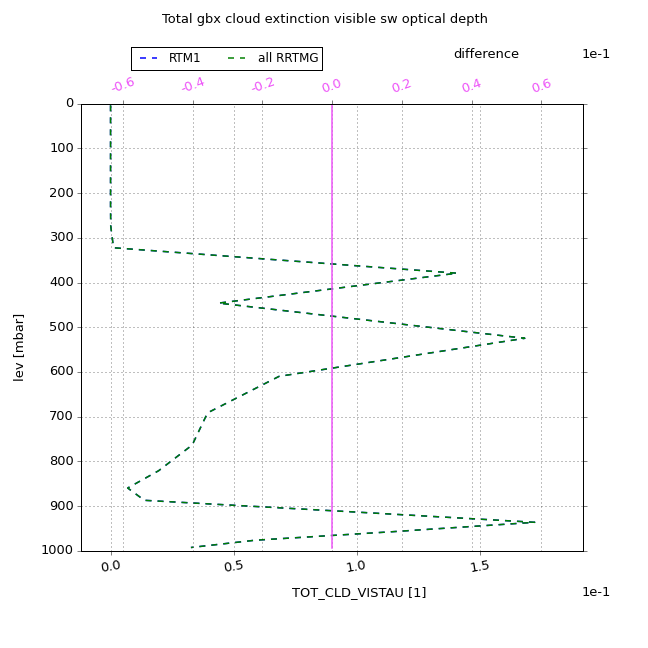 Total gbx cloud extinction visible sw optical depth
RTM1 all RRTMG difference 1e-1
-0.6 -0.4 -0.2 0.0 0.2 0.4 0.6
0
100
200
300
400
500
600
700
800
900
1000
lev [mbar]
0.0 0.5 1.0 1.5
TOT_CLD_VISTAU [1] 1e-1